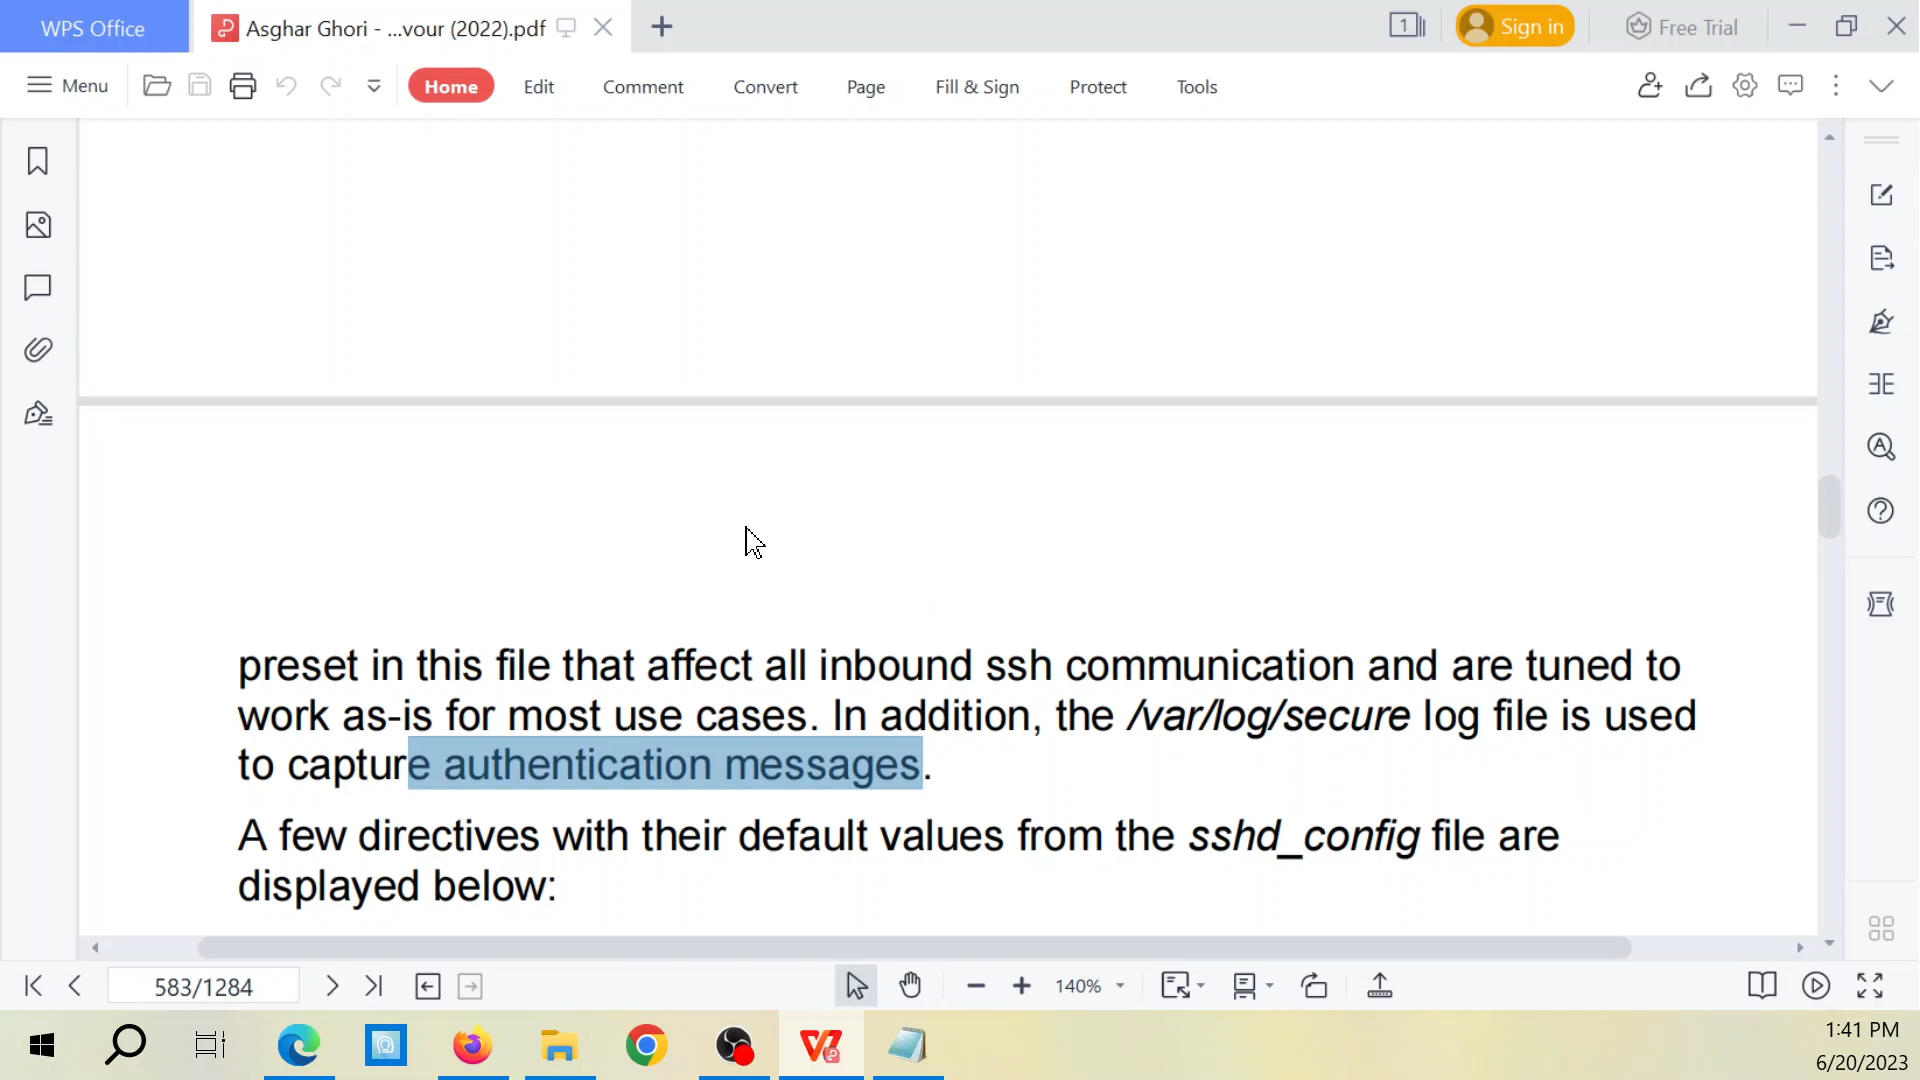 WPS Office
Asghar Ghori - ...vour (2022).pdf
1
Sign in
Free Trial
Menu
Home
Edit
Comment
Convert
Page
Fill & Sign
Protect
Tools
preset in this file that affect all inbound ssh communication and are tuned to
work as-is for most use cases. In addition, the /var/log/secure log file is used
to capture authentication messages.
A few directives with their default values from the sshd_config file are
displayed below:
583/1284
140%
1:41 PM
6/20/2023